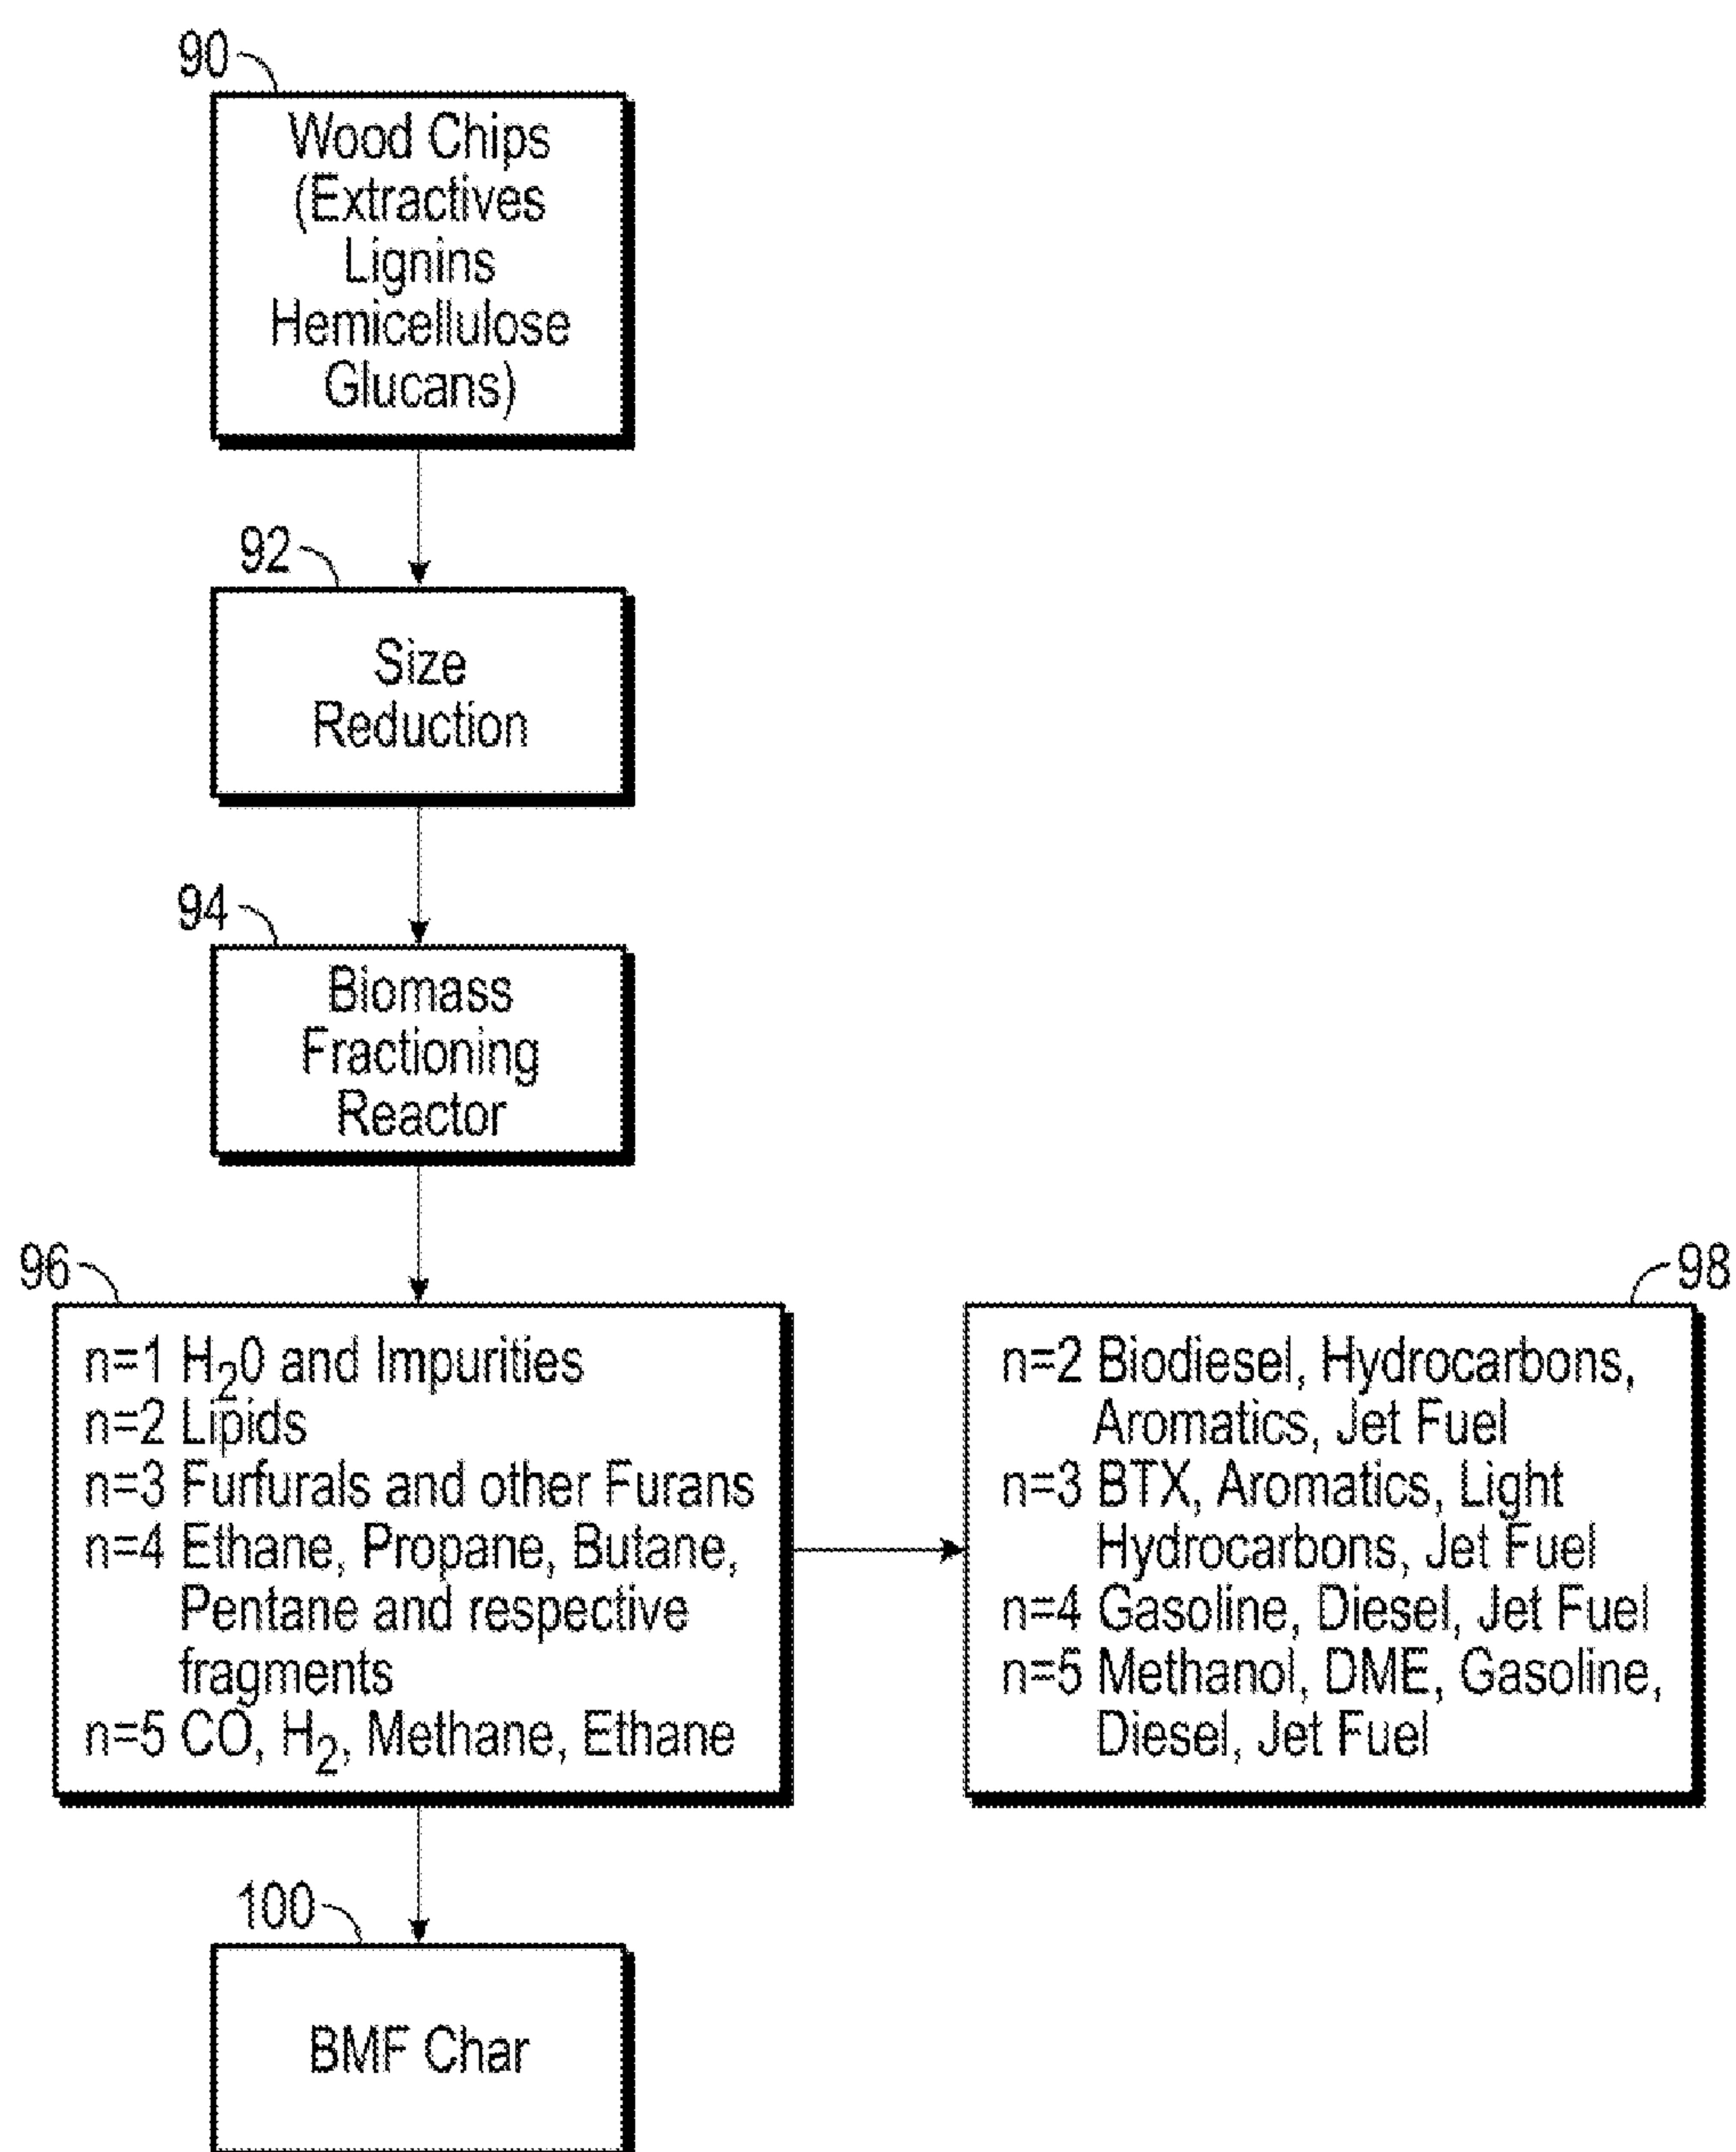 90
Wood Chips
(Extractives
Lignins
Hemicellulose
Glucans)
92
Size
Reduction
94
Biomass
Fractioning
Reactor
96
n=1 H₂0 and Impurities
n=2 Lipids
n=3 Furfurals and other Furans
n=4 Ethane, Propane, Butane,
Pentane and respective
fragments
n=5 CO, H₂, Methane, Ethane
98
n=2 Biodiesel, Hydrocarbons,
Aromatics, Jet Fuel
n=3 BTX, Aromatics, Light
Hydrocarbons, Jet Fuel
n=4 Gasoline, Diesel, Jet Fuel
n=5 Methanol, DME, Gasoline,
Diesel, Jet Fuel
100
BMF Char